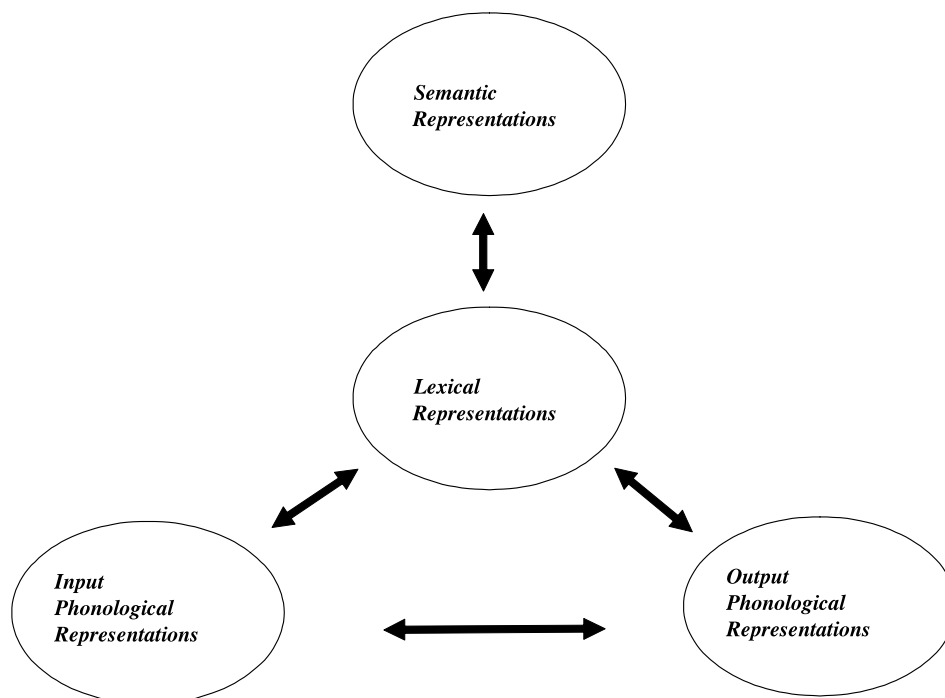 Semantic
Representations
Lexical
Representations
Input
Phonological
Representations
Output
Phonological
Representations